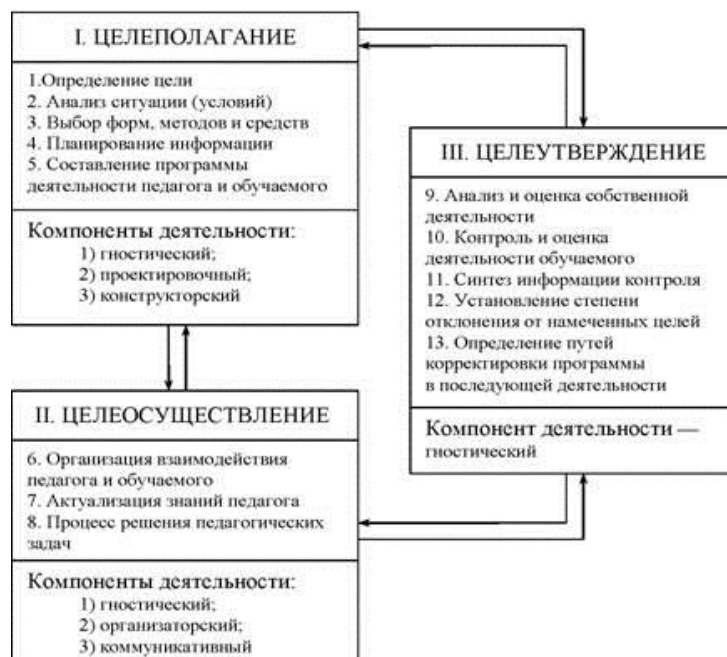 I. ЦЕЛЕПОЛАГАНИЕ
1.Определение цели
2. Анализ ситуации (условий)
3. Выбор форм, методов и средств
4. Планирование информации
5. Составление программы
деятельности педагога и обучаемого
Компоненты деятельности:
1) гностический;
2) проектировочный;
3) конструкторский
II. ЦЕЛЕОСУЩЕСТВЛЕНИЕ
6. Организация взаимодействия
педагога и обучаемого
7. Актуализация знаний педагога
8. Процесс решения педагогических
задач
Компоненты деятельности:
1) гностический;
2) организаторский;
3) коммуникативный
III. ЦЕЛЕУТВЕРЖДЕНИЕ
9. Анализ и оценка собственной
деятельности
10. Контроль и оценка
деятельности обучаемого
11. Синтез информации контроля
12. Установление степени
отклонения от намеченных целей
13. Определение путей
корректировки программы
в последующей деятельности
Компонент деятельности —
гностический